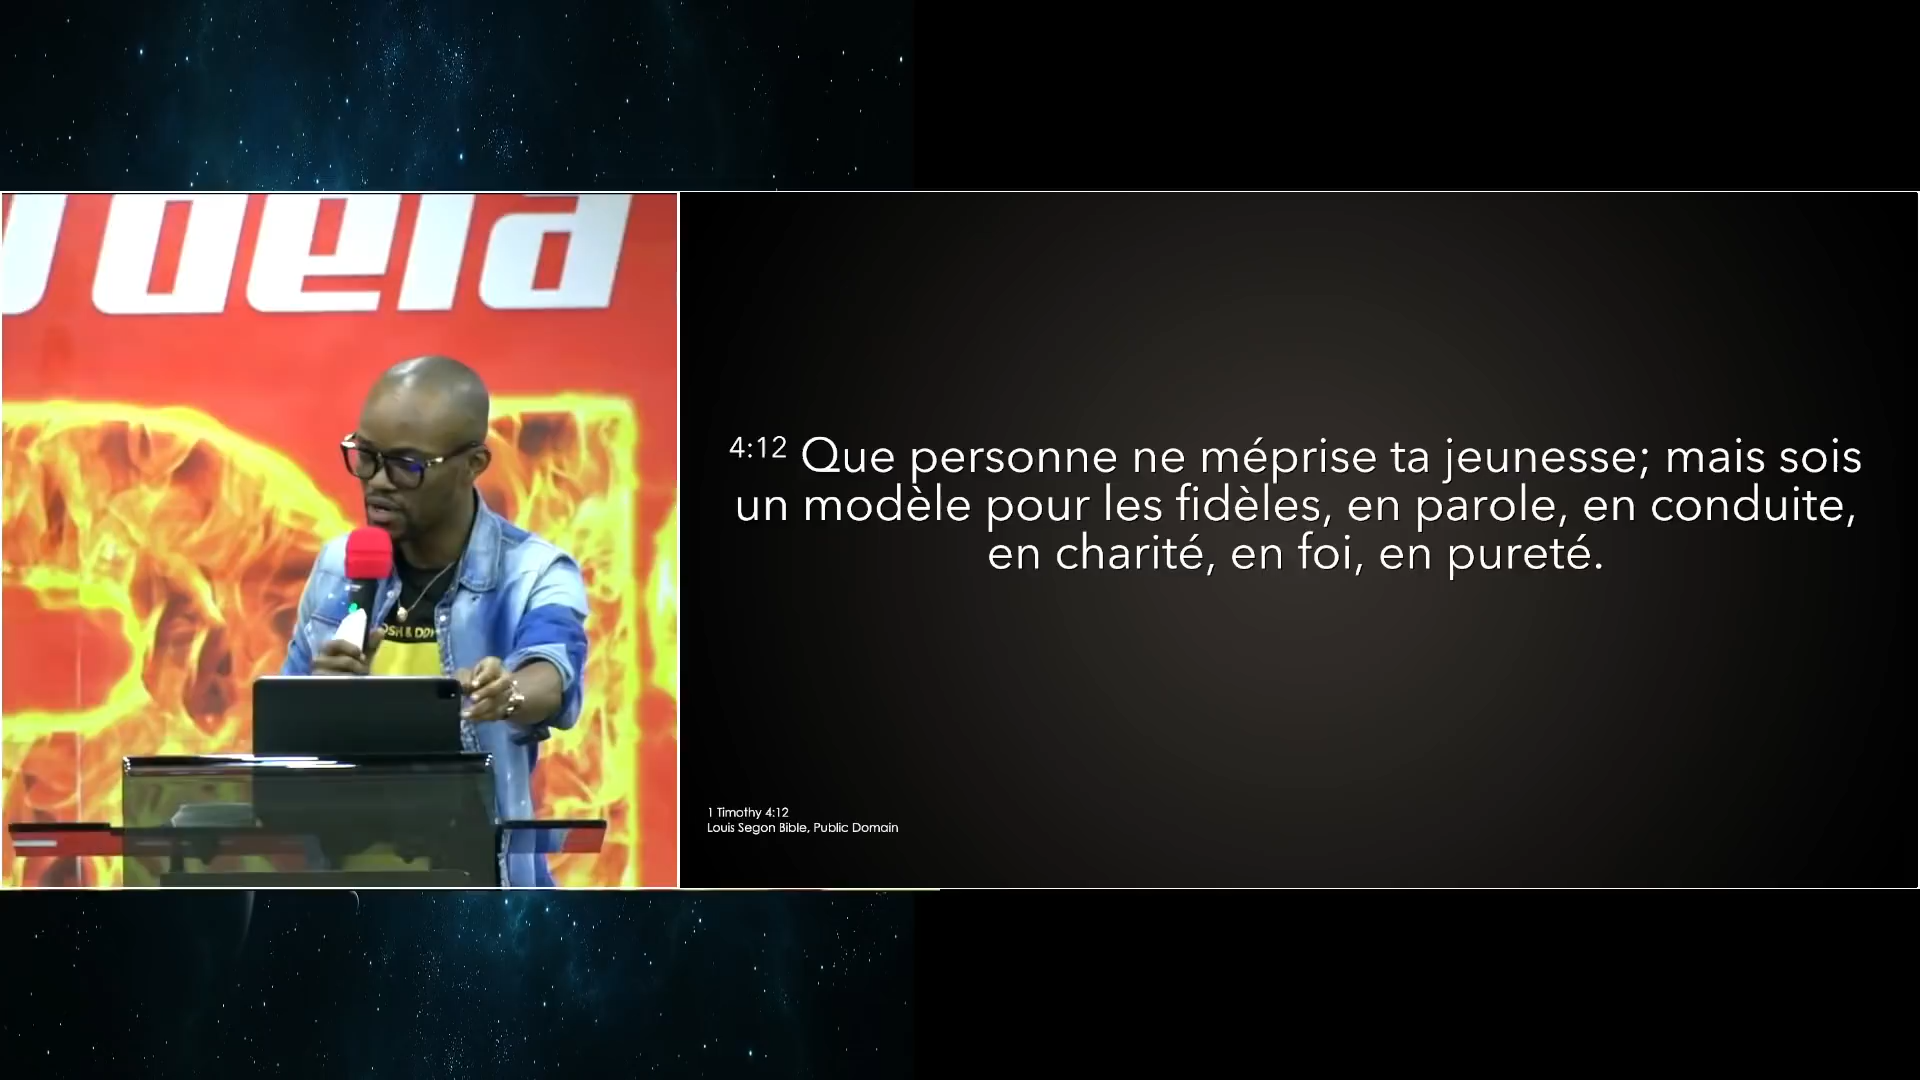 delà
4:12 Que personne ne méprise ta jeunesse; mais sois
un modèle pour les fidèles, en parole, en conduite,
en charité, en foi, en pureté.
1 Timothy 4:12
Louis Segon Bible, Public Domain